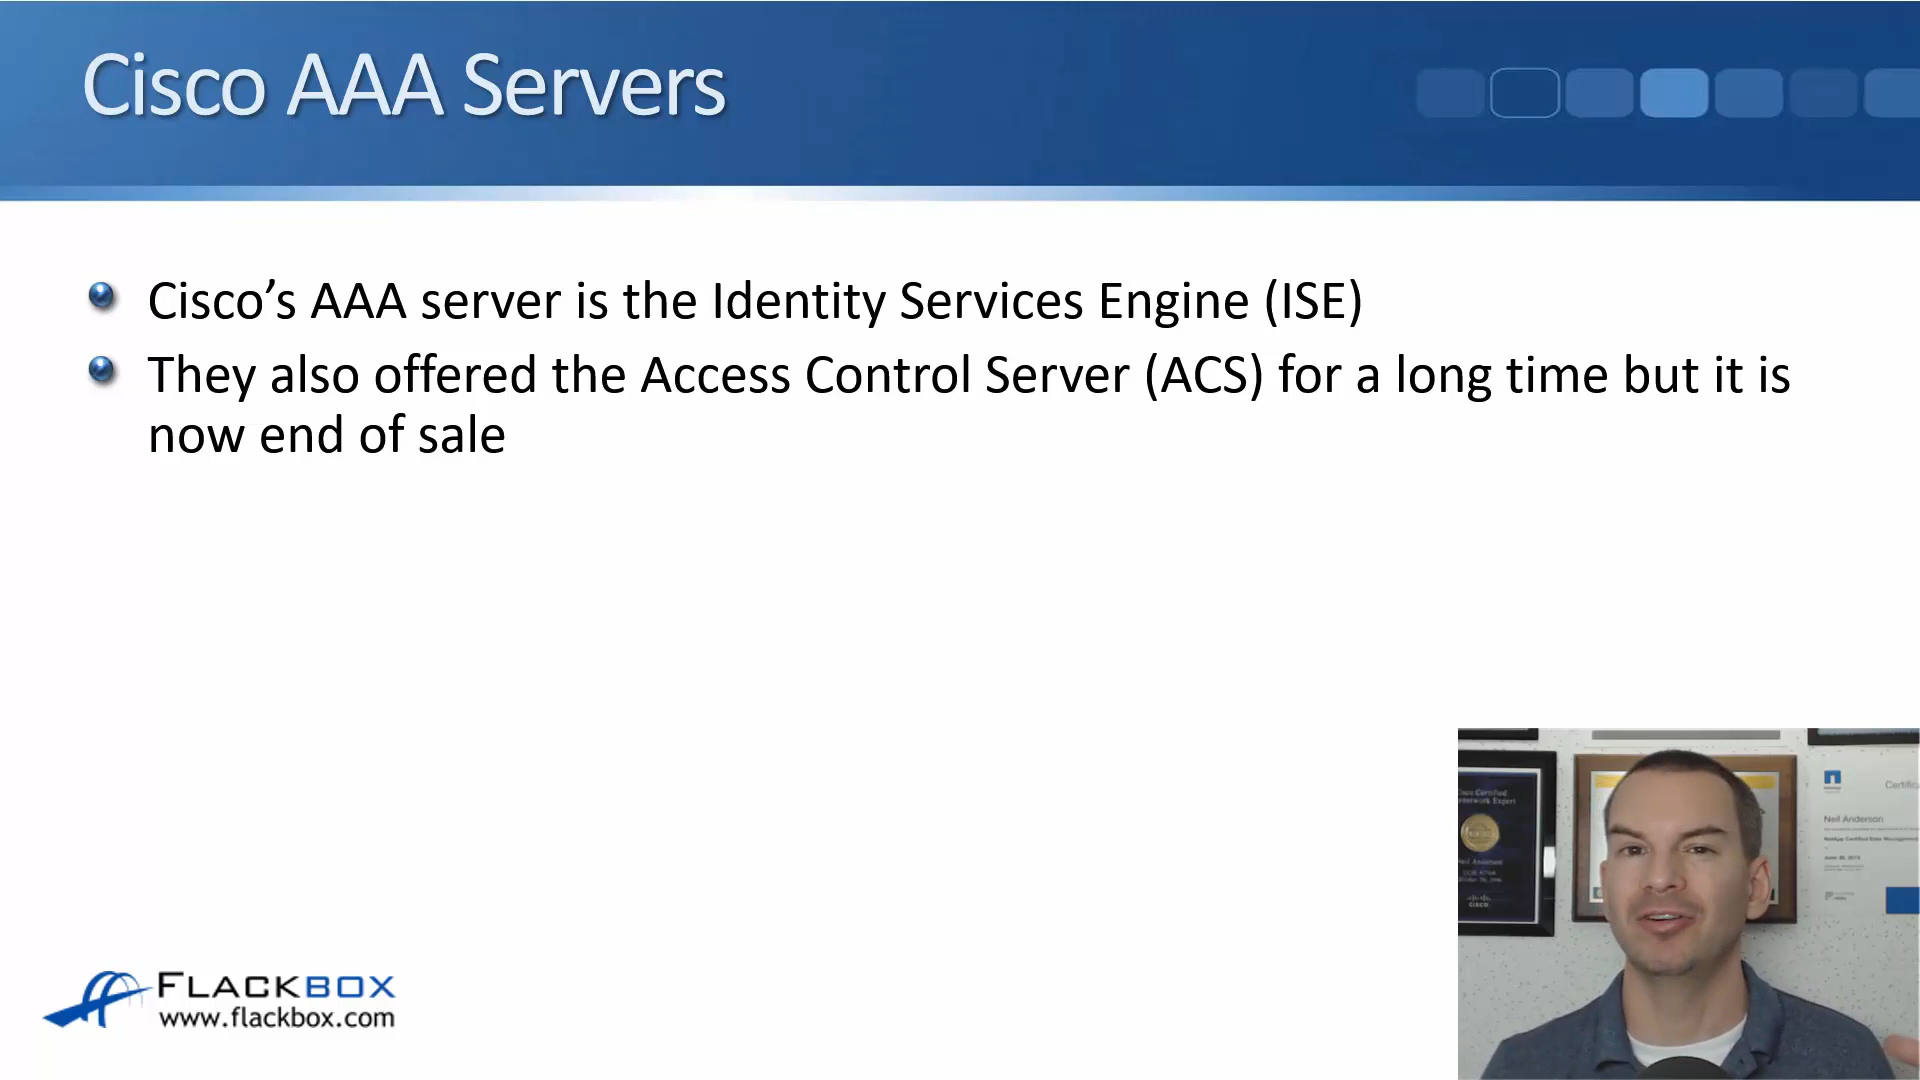 Cisco AAA Servers
Cisco’s AAA server is the Identity Services Engine (ISE)
They also offered the Access Control Server (ACS) for a long time but it is
now end of sale
Neil Anderson
CISCO
FLACKBOX
www.flackbox.com